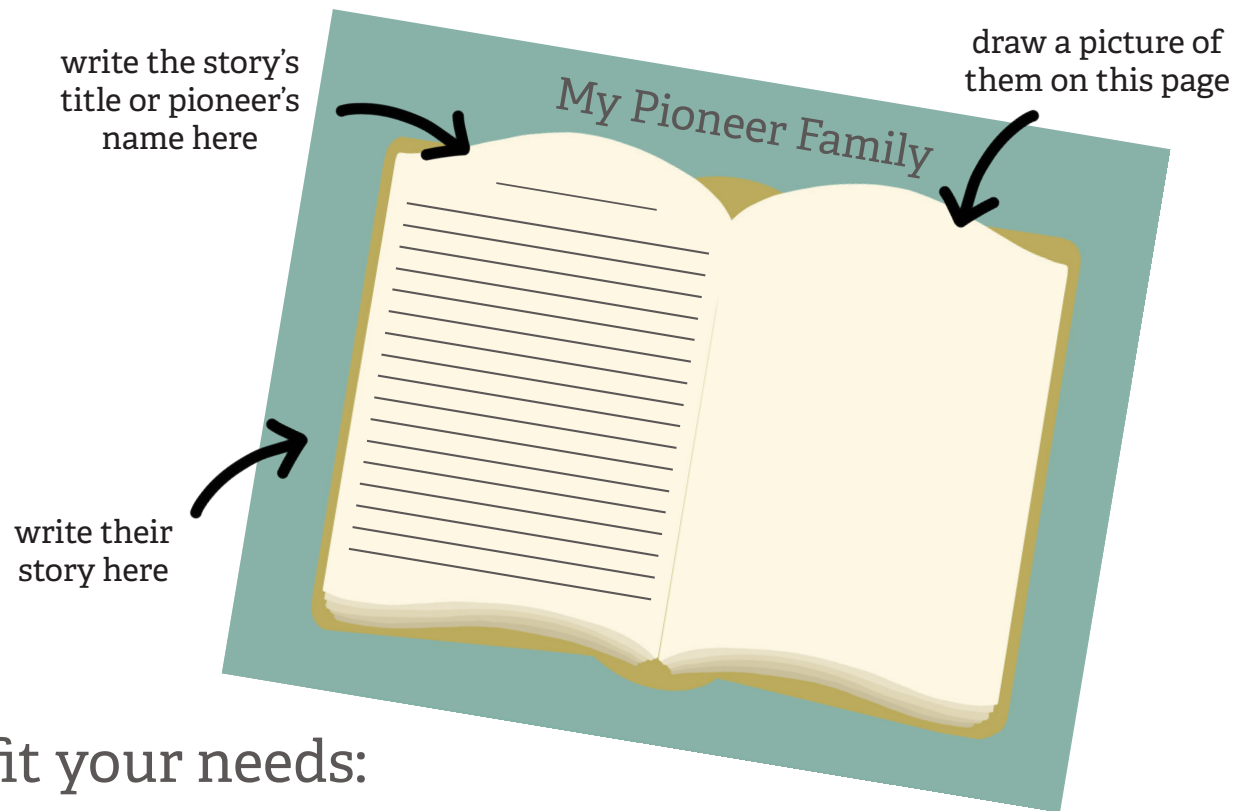 write the story's
title or pioneer's
name here
draw a picture of
them on this page
My Pioneer Family
write their
story here
fit your needs: